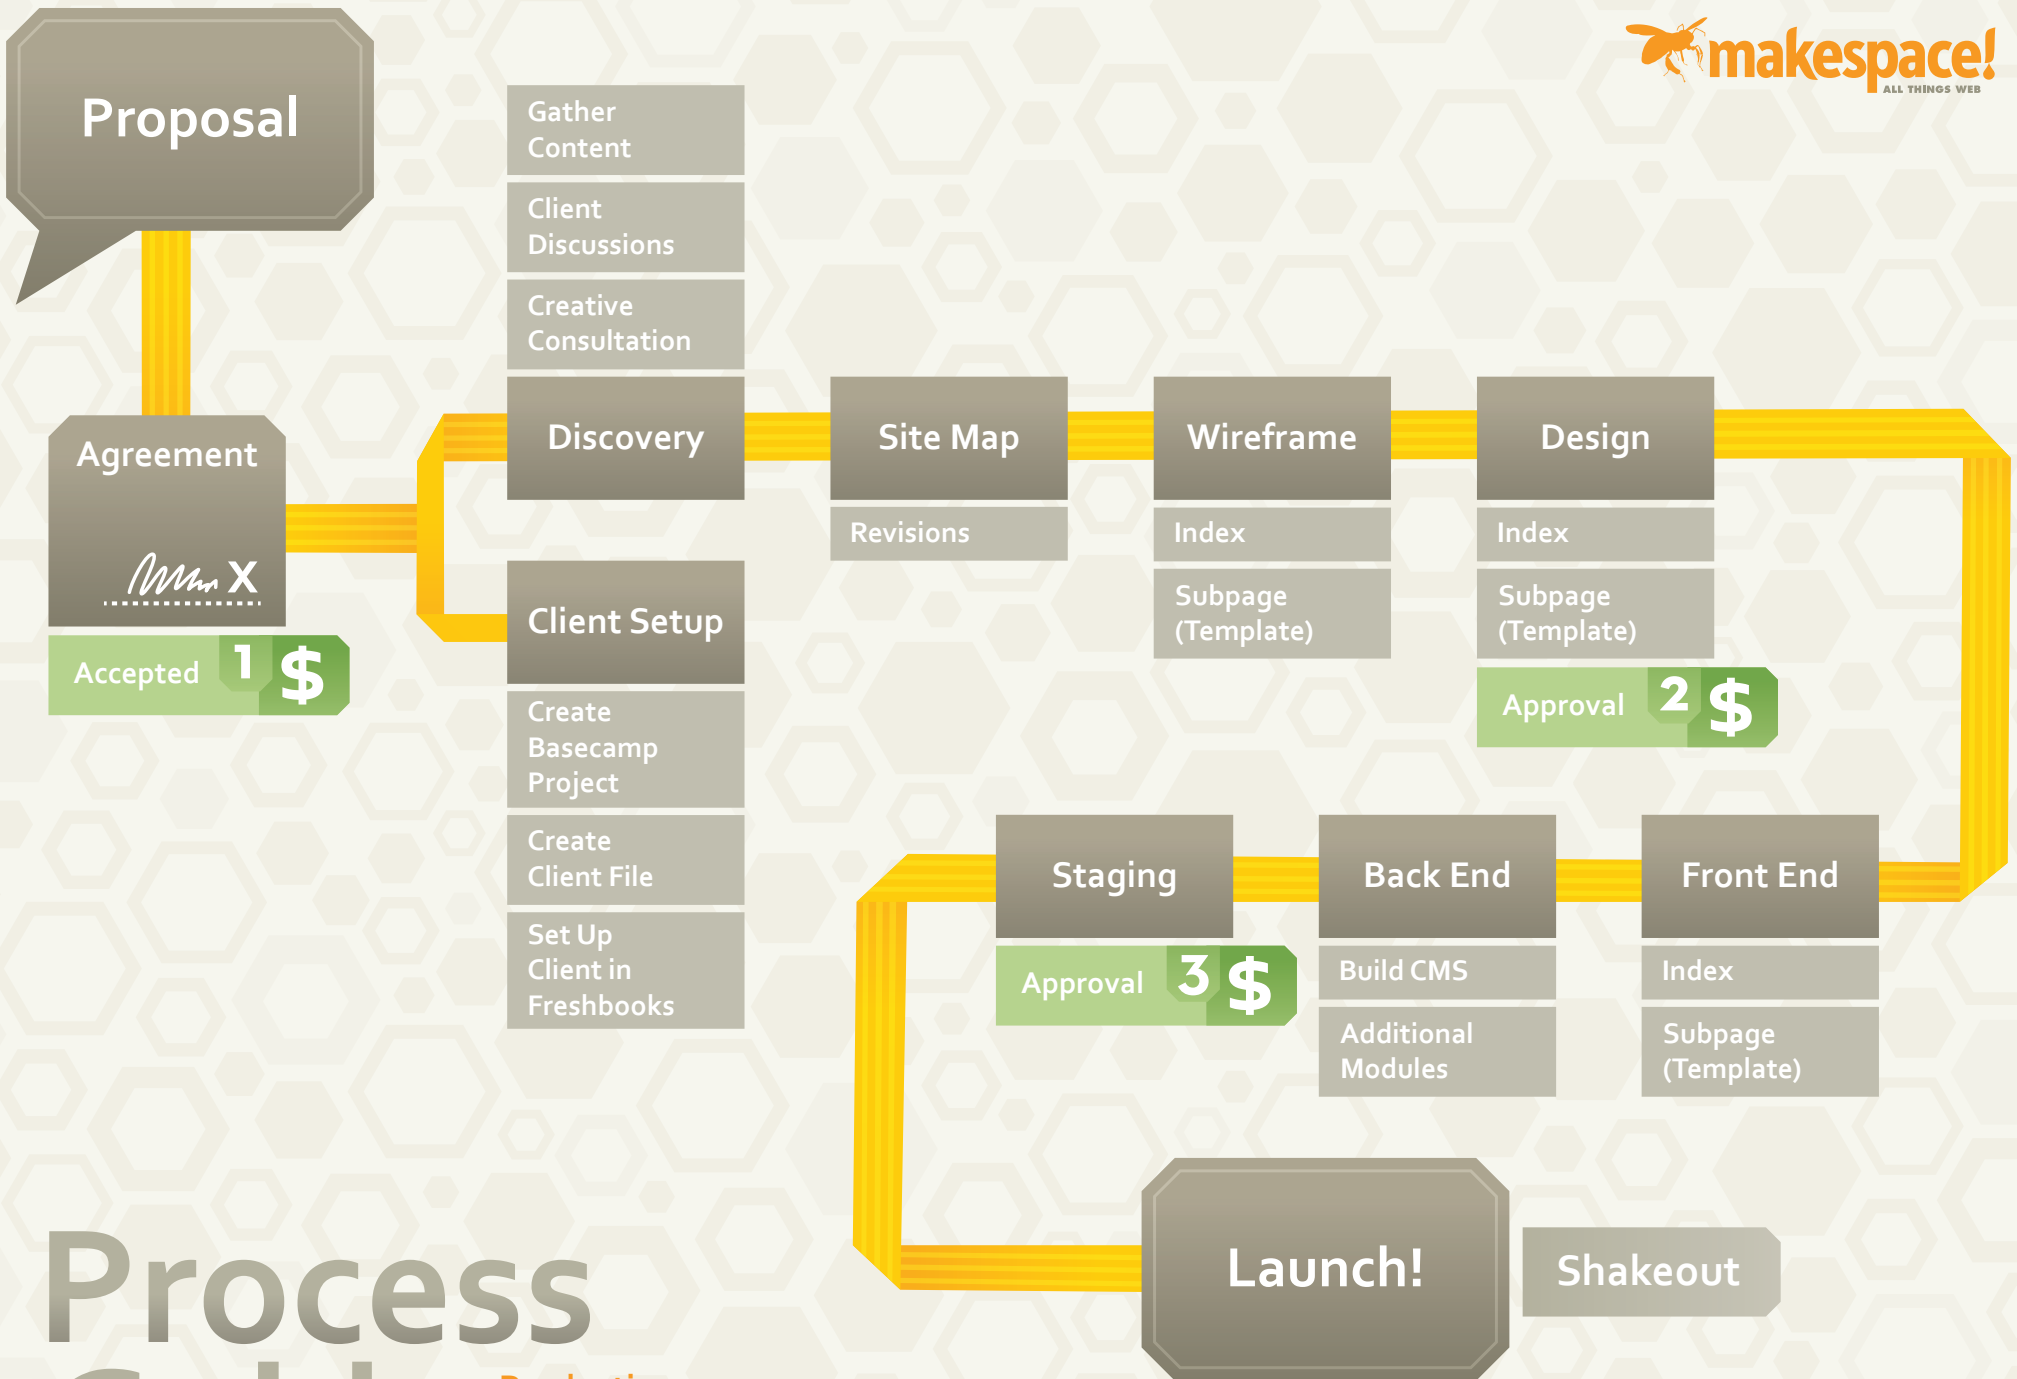 Proposal
makespace!
ALL THINGS WEB
Gather
Content
Client
Discussions
Creative
Consultation
Discovery
Site Map
Revisions
Wireframe
Index
Subpage
(Template)
Design
Index
Subpage
(Template)
Approval 2 $
Agreement
X
Accepted 1 $
Client Setup
Create
Basecamp
Project
Create
Client File
Set Up
Client in
Freshbooks
Staging
Approval 3 $
Back End
Build CMS
Additional
Modules
Front End
Index
Subpage
(Template)
Launch!
Shakeout
Process